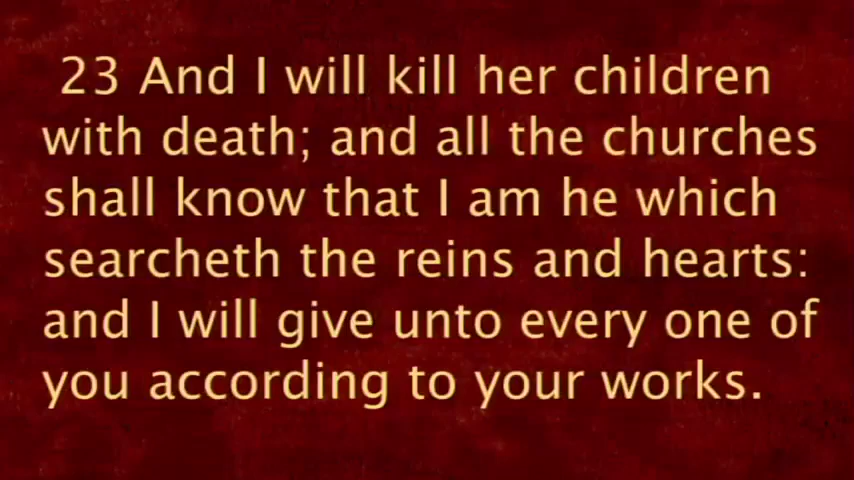 23 And I will kill her children
with death; and all the churches
shall know that I am he which
searcheth the reins and hearts:
and I will give unto every one of
you according to your works.